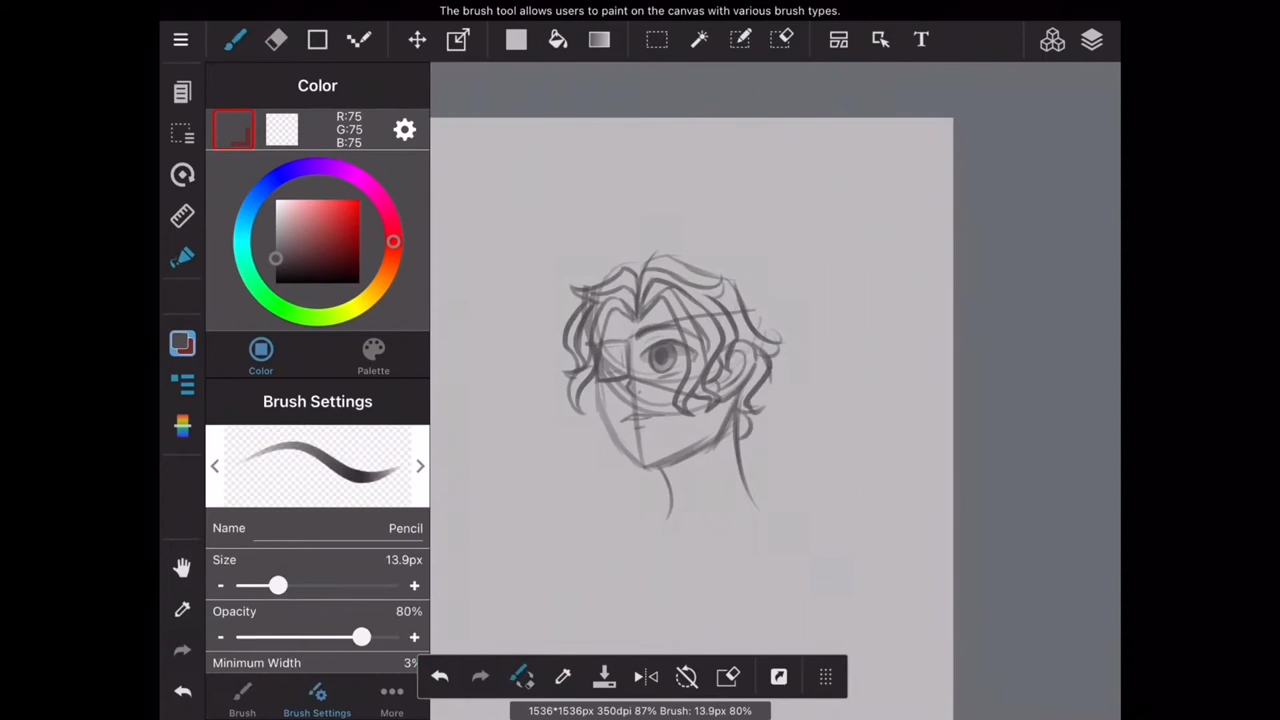 The brush tool allows users to paint on the canvas with various brush types.
T
Color
R:75
G:75
B:75
Color
Palette
Brush Settings
Name Pencil
Size 13.9px
- +
Opacity 80%
- +
Minimum Width 3%
Brush
Brush Settings
More
1536*1536px 350dpi 87% Brush: 13.9px 80%